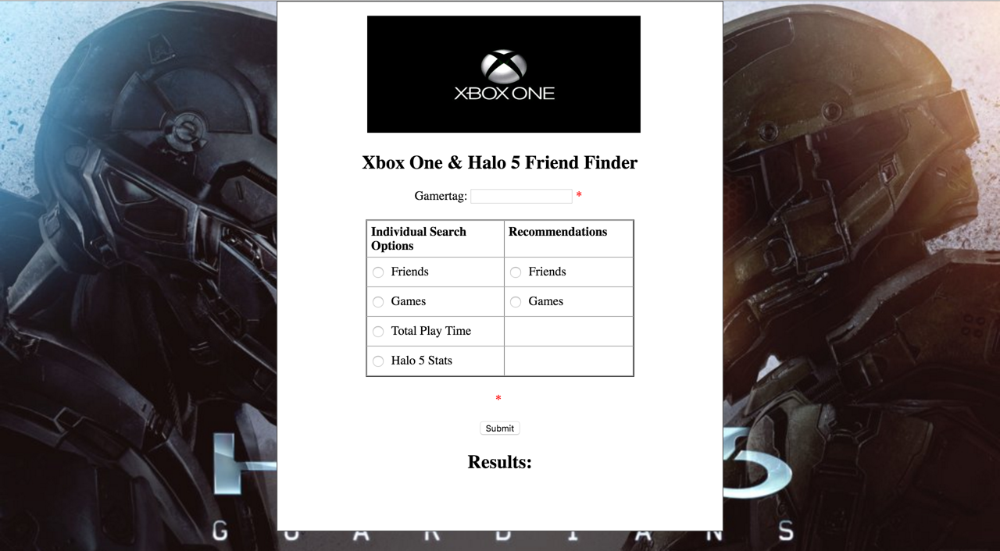 XBOX ONE
Xbox One & Halo 5 Friend Finder
Gamertag: *
Individual Search Options Recommendations
Friends Friends
Games Games
Total Play Time
Halo 5 Stats
*
Submit
Results:
H 5
G U A R D I A N S